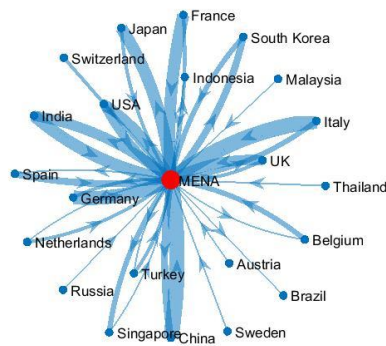 France
Japan
South Korea
Switzerland
Indonesia
Malaysia
USA
India
Italy
UK
Spain
MENA
Thailand
Germany
Netherlands
Belgium
Turkey
Austria
Russia
Brazil
Singapore
China
Sweden